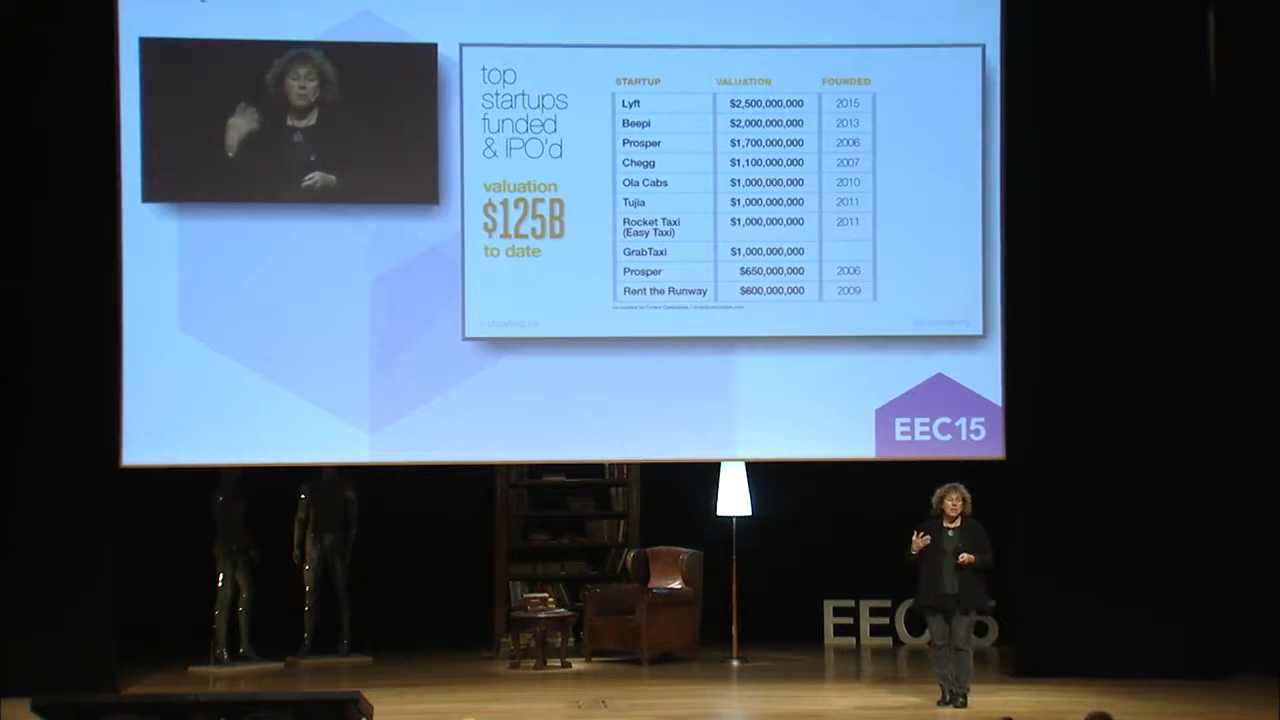 top
startups
funded
& IPO'd
valuation
$125B
to date
STARTUP VALUATION FOUNDED
Lyft $2,500,000,000 2015
Beepi $2,000,000,000 2013
Prosper $1,700,000,000 2006
Chegg $1,100,000,000 2007
Ola Cabs $1,000,000,000 2010
Tujia $1,000,000,000 2011
Rocket Taxi $1,000,000,000 2011
(Easy Taxi)
GrabTaxi $1,000,000,000
Prosper $650,000,000 2006
Rent the Runway $600,000,000 2009
EEC15
EEC15